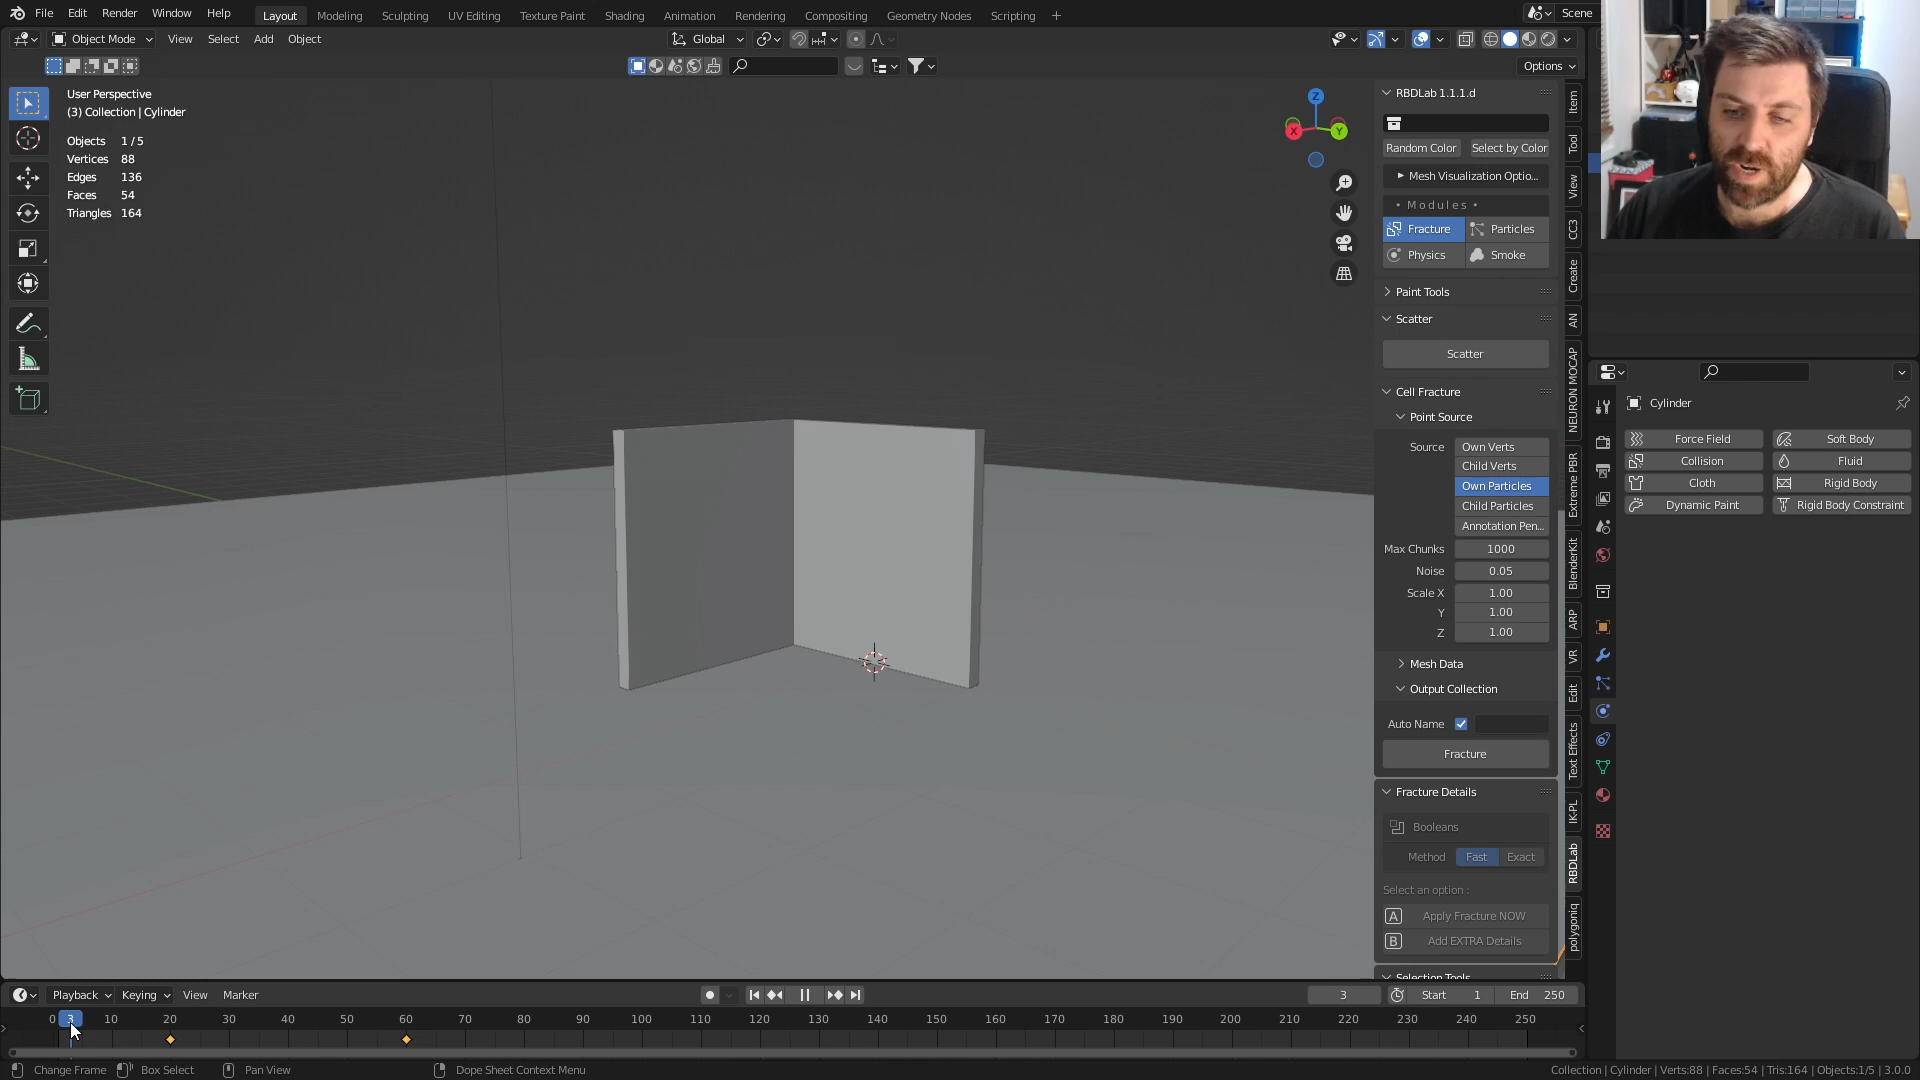 File Edit Render Window Help
Layout Modeling Sculpting UV Editing Texture Paint Shading Animation Rendering Compositing Geometry Nodes Scripting
Scene
Object Mode View Select Add Object
Global
Options
User Perspective
(3) Collection | Cylinder
Objects 1 / 5
Vertices 88
Edges 136
Faces 54
Triangles 164
Z
X
Y
RBDLab 1.1.1.d
Random Color Select by Color
Mesh Visualization Optio...
• M o d u l e s •
Fracture Particles
Physics Smoke
Paint Tools
Scatter
Scatter
Cell Fracture
Point Source
Source Own Verts
Child Verts
Own Particles
Child Particles
Annotation Pen...
Max Chunks 1000
Noise 0.05
Scale X 1.00
Y 1.00
Z 1.00
Mesh Data
Output Collection
Auto Name
Fracture
Fracture Details
Booleans
Method Fast Exact
Select an option :
A Apply Fracture NOW
B Add EXTRA Details
Selection Tools
Item
Tool
View
CC3
Create
AN
NEURON MOCAP
Extreme PBR
BlenderKit
ARP
VR
Edit
Text Effects
IK-PL
RBDLab
polygoniq
Cylinder
Force Field Soft Body
Collision Fluid
Cloth Rigid Body
Dynamic Paint Rigid Body Constraint
Playback Keying View Marker
3 Start 1 End 250
0 3 10 20 30 40 50 60 70 80 90 100 110 120 130 140 150 160 170 180 190 200 210 220 230 240 250
Change Frame Box Select Pan View Dope Sheet Context Menu
Collection | Cylinder | Verts:88 | Faces:54 | Tris:164 | Objects:1/5 | 3.0.0